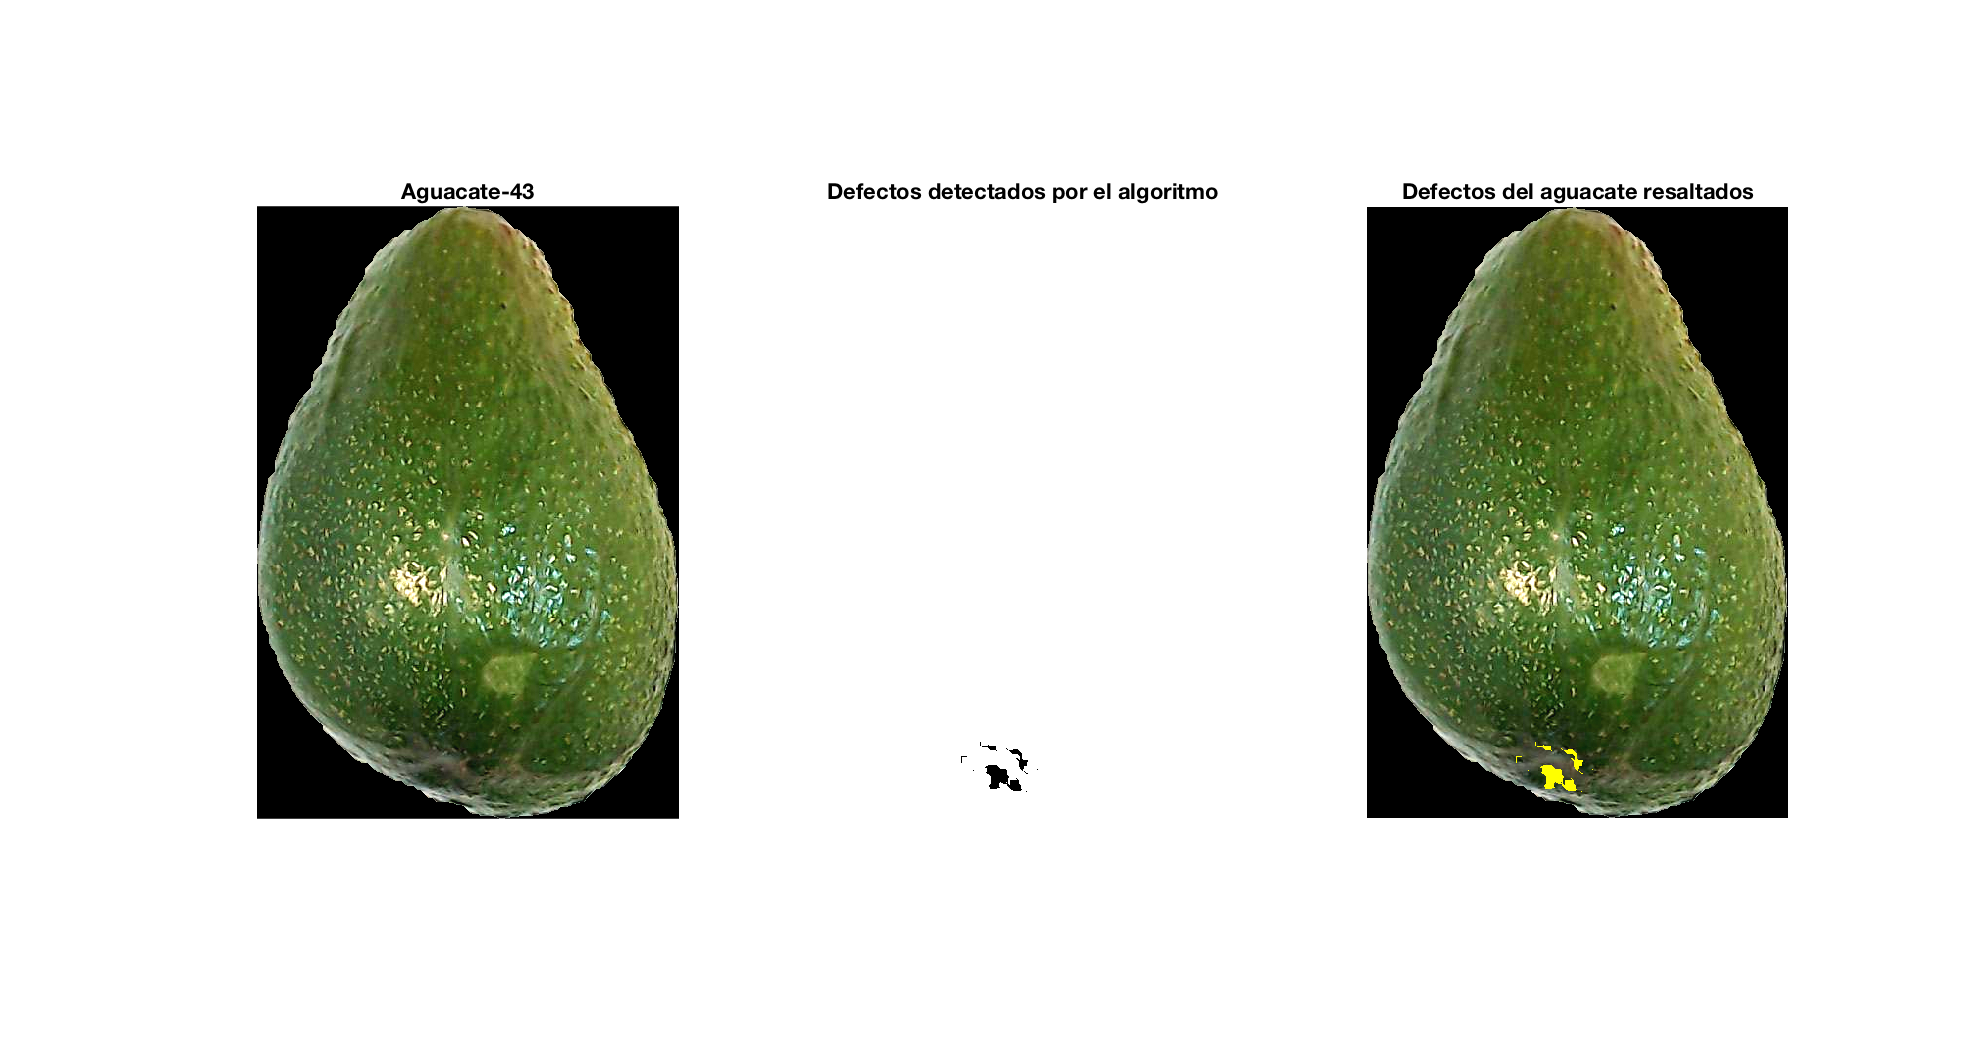 Aguacate-43
Defectos detectados por el algoritmo
Defectos del aguacate resaltados